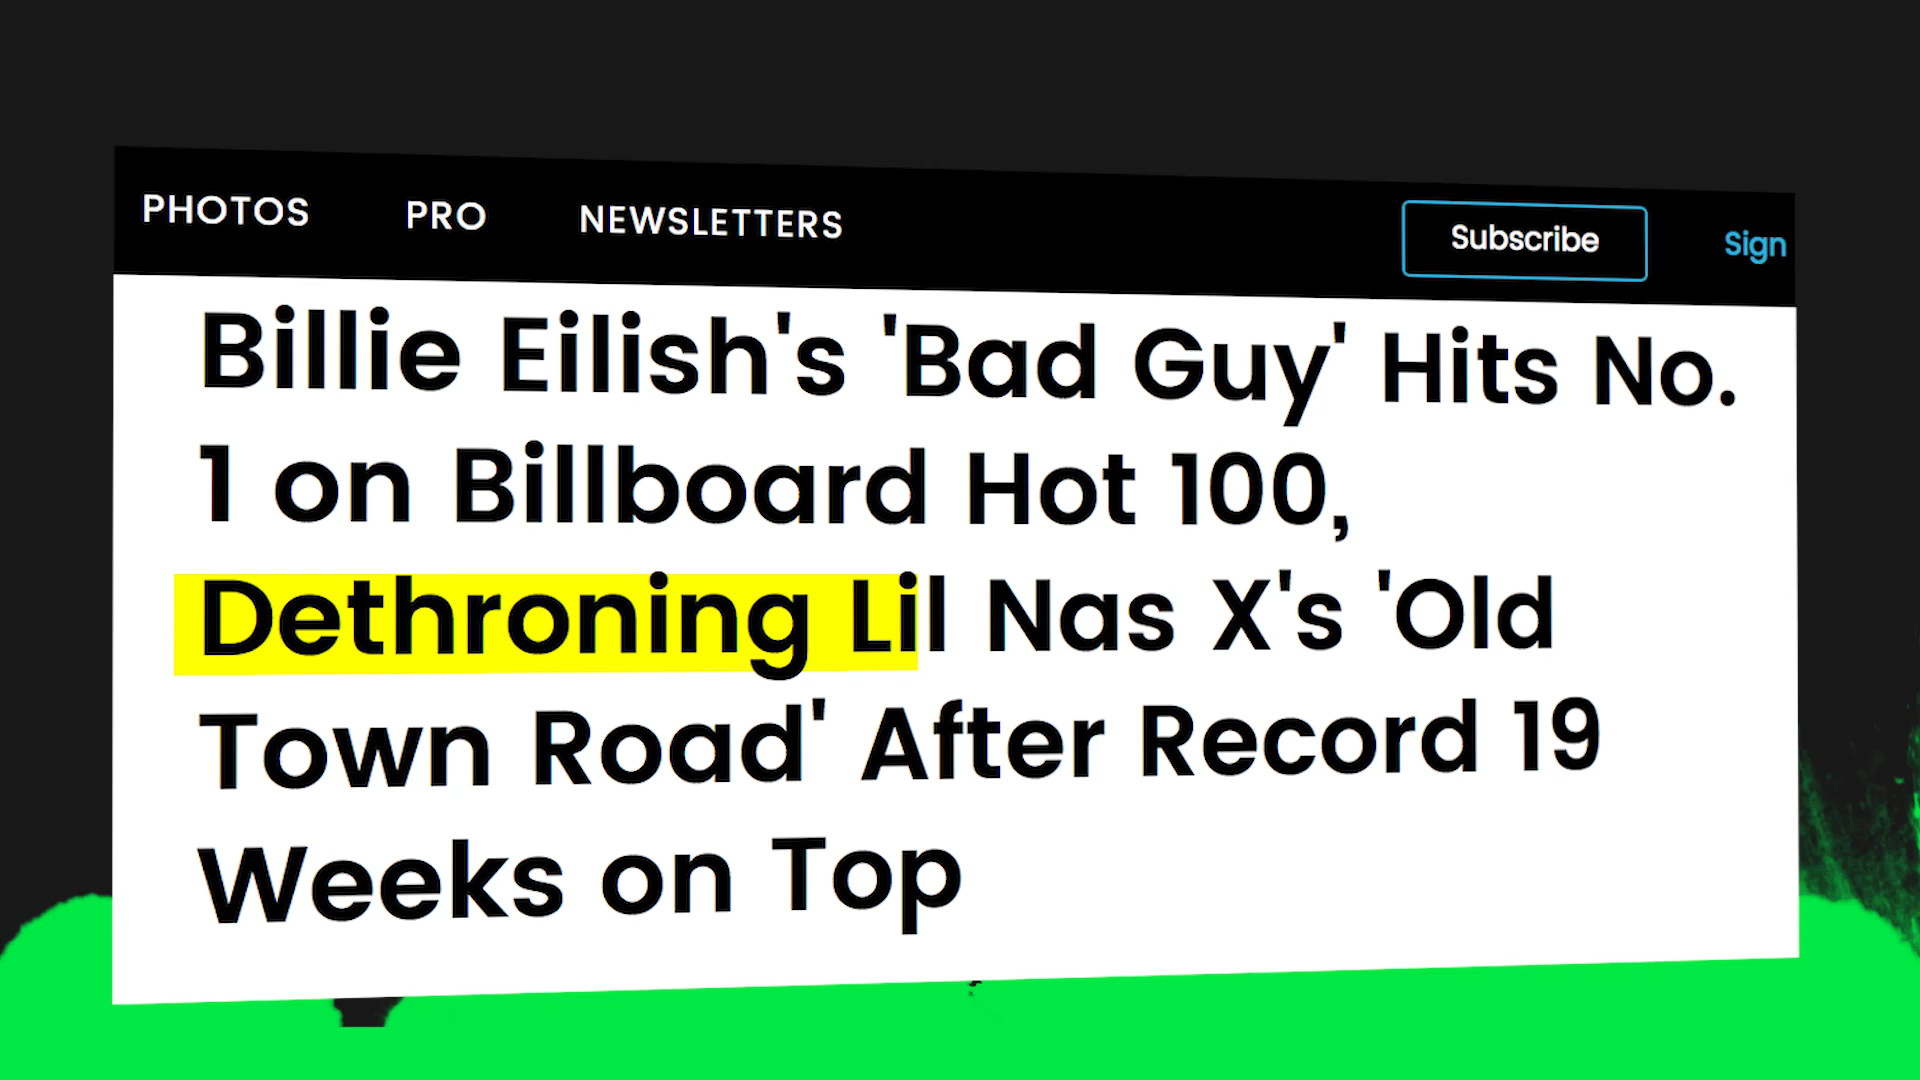 PHOTOS PRO NEWSLETTERS Subscribe Sign
Billie Eilish's 'Bad Guy' Hits No.
1 on Billboard Hot 100,
Dethroning Lil Nas X's 'Old
Town Road' After Record 19
Weeks on Top